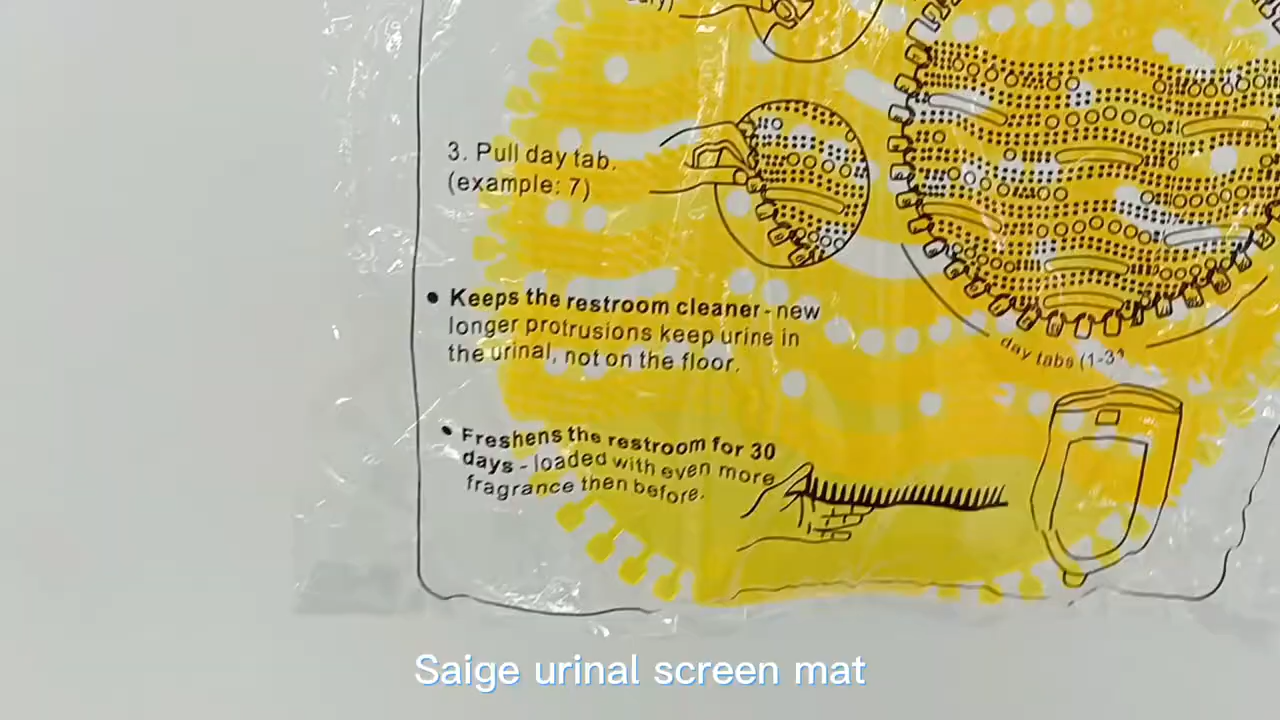 3. Pull day tab.
(example: 7)
• Keeps the restroom cleaner - new
longer protrusions keep urine in
the urinal, not on the floor.
day tabs (1-3
• Freshens the restroom for 30
days - loaded with even more
fragrance then before.
Saige urinal screen mat